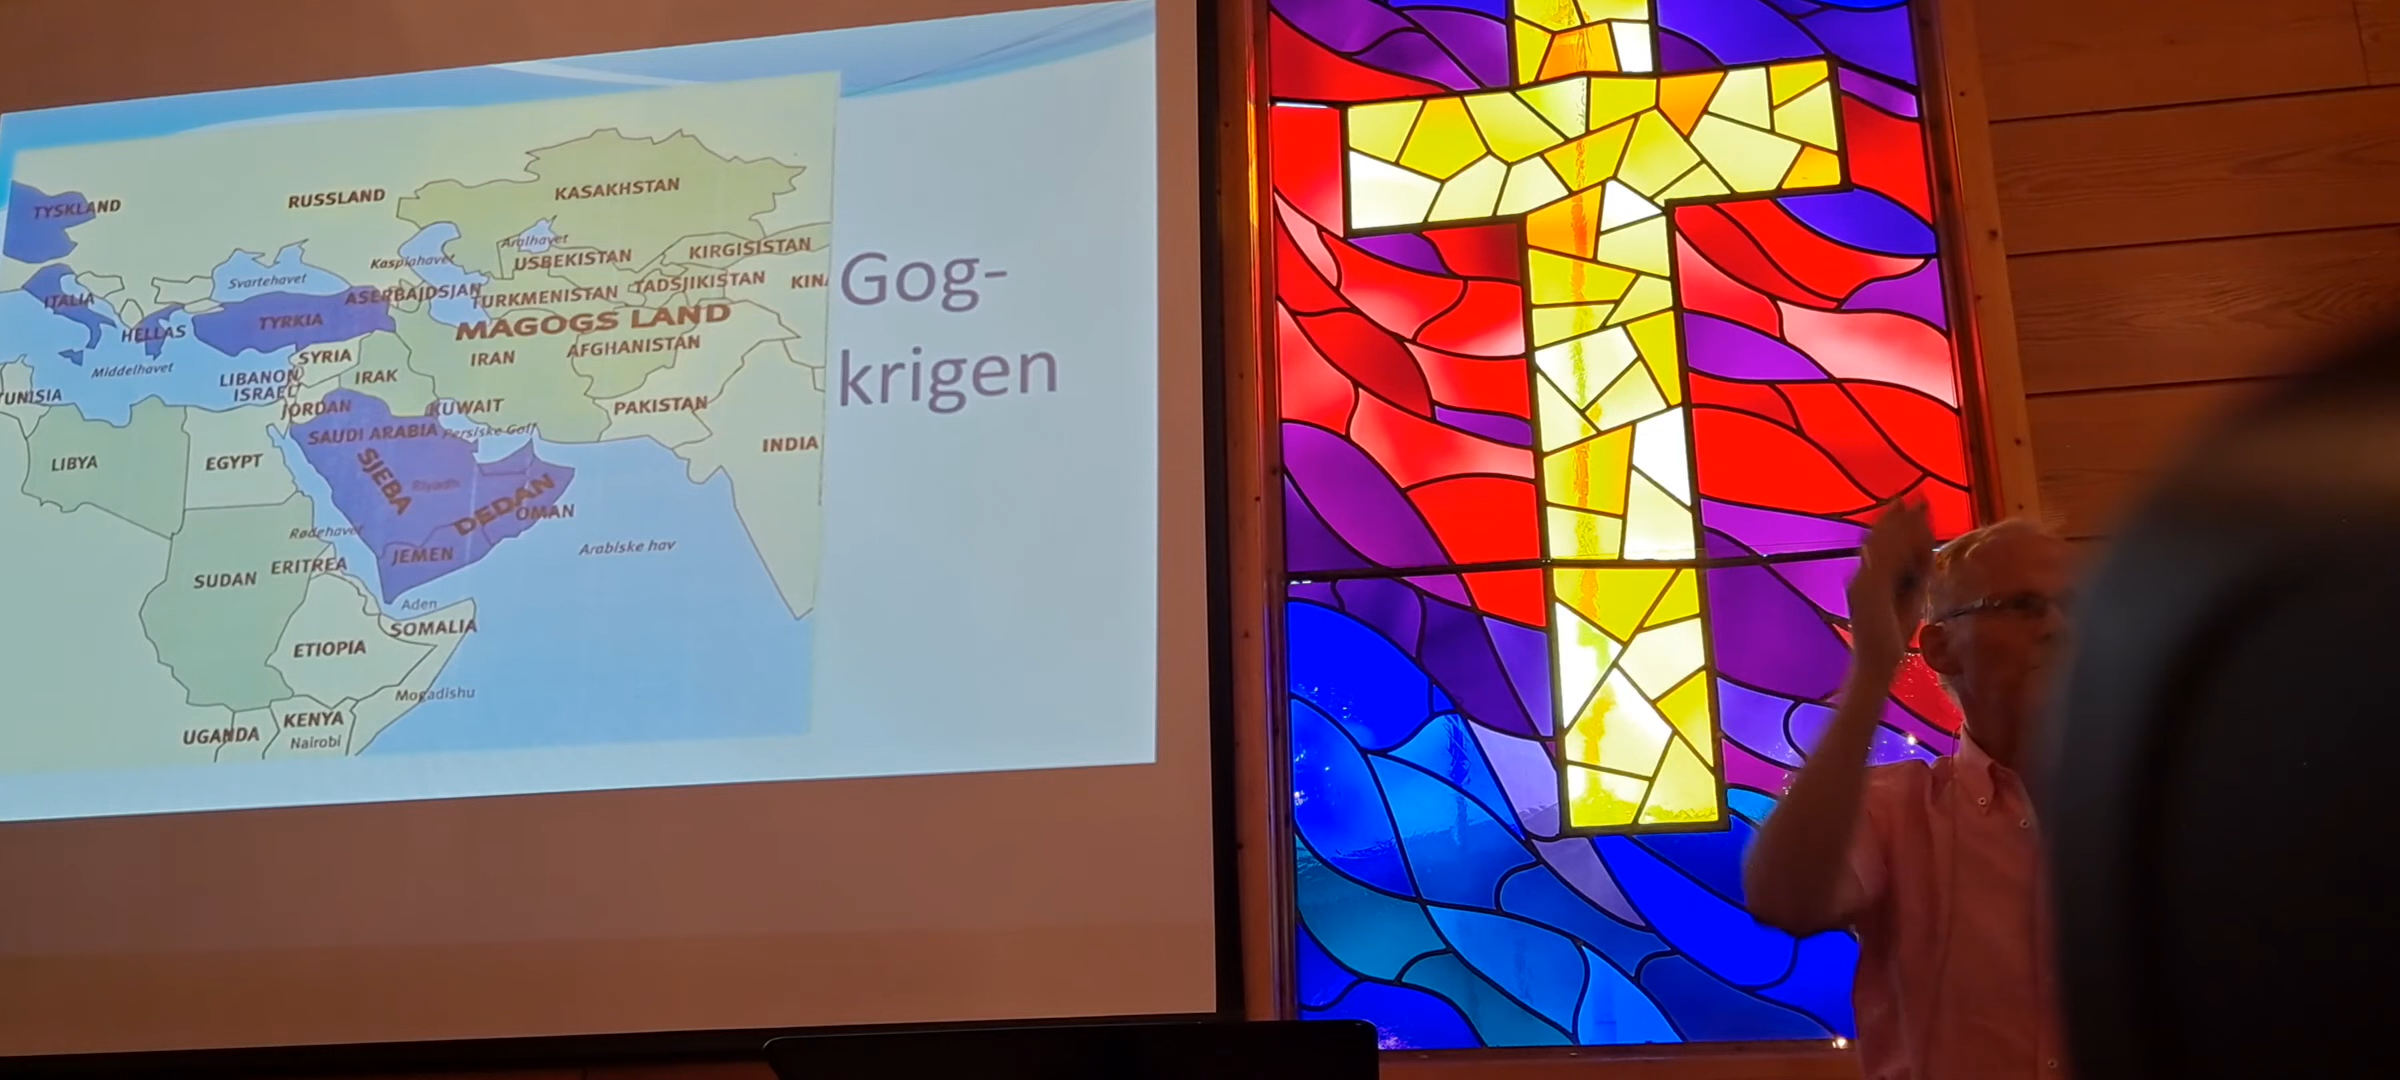 TYSKLAND
RUSSLAND
KASAKHSTAN
Aralhavet
KIRGISISTAN
Kaspiahavet
USBEKISTAN
Svartehavet
TADSJIKISTAN
KINA
ASERBAJDSJAN
TURKMENISTAN
ITALIA
HELLAS
TYRKIA
MAGOGS LAND
Middelhavet
SYRIA
IRAN
AFGHANISTAN
LIBANON
IRAK
ISRAEL
TUNISIA
JORDAN
KUWAIT
PAKISTAN
SAUDI ARABIA
Persiske Golf
INDIA
LIBYA
EGYPT
SJEBA
Riyadh
DEDAN
OMAN
Rødehavet
JEMEN
Arabiske hav
SUDAN
ERITREA
Aden
SOMALIA
ETIOPIA
Mogadishu
UGANDA
KENYA
Nairobi
Gog-
krigen